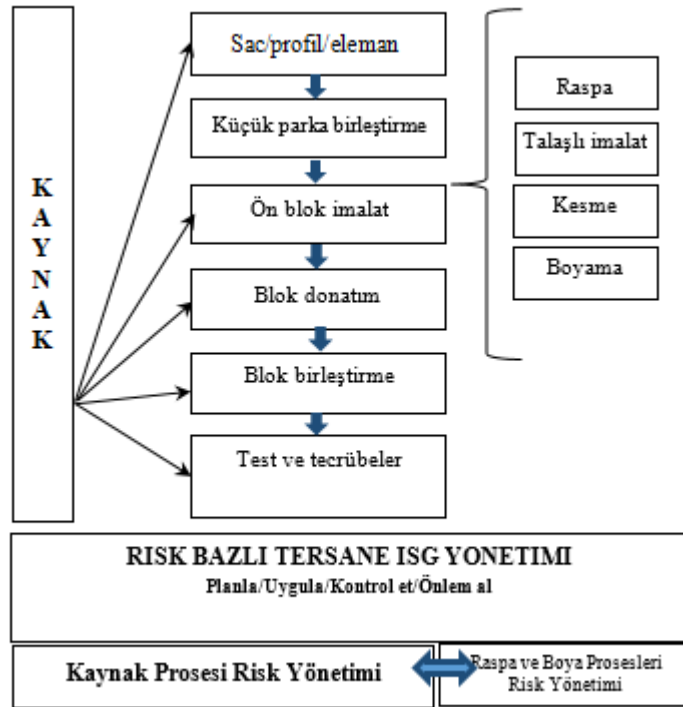 KAYNAK
Sac/profil/eleman
Küçük parka birleştirme
Ön blok imalat
Blok donatım
Blok birleştirme
Test ve tecrübeler
Raspa
Talaşlı imalat
Kesme
Boyama
RISK BAZLI TERSANE ISG YONETIMI
Planla/Uygula/Kontrol et/Önlem al
Kaynak Prosesi Risk Yönetimi
Raspa ve Boya Prosesleri
Risk Yönetimi